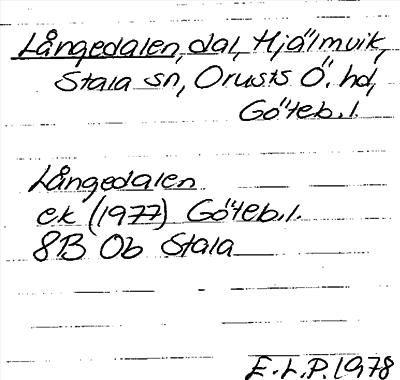 Långedalen, dal, Hjälmvik,
Stala sn, Orusts Ö. hd,
Göteb. l.
Långedalen
ek (1977) Göteb. l.
8B Ob Stala
E.L.P. 1978